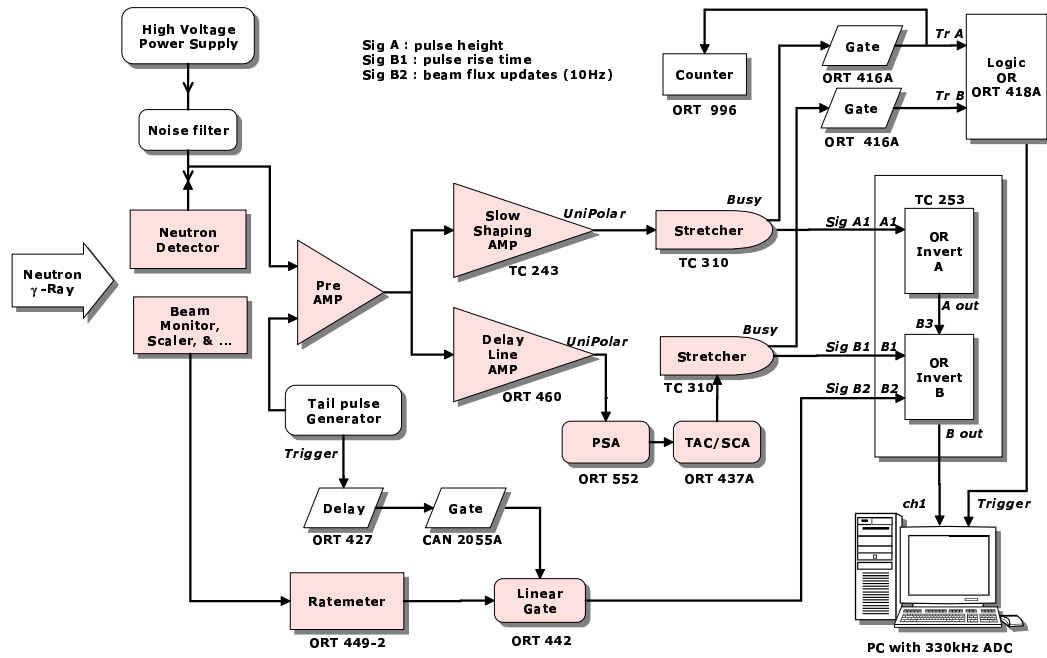 High Voltage
Power Supply
Sig A : pulse height
Sig B1 : pulse rise time
Sig B2 : beam flux updates (10Hz)
Counter
ORT 996
Gate
ORT 416A
Tr A
Gate
ORT 416A
Tr B
Logic
OR
ORT 418A
Noise filter
Neutron
Detector
Neutron
γ-Ray
Beam
Monitor,
Scaler, & ...
Pre
AMP
Slow
Shaping
AMP
TC 243
UniPolar
Stretcher
Busy
TC 310
Sig A1
A1
TC 253
OR
Invert
A
A out
B3
Delay
Line
AMP
ORT 460
UniPolar
Stretcher
Busy
TC 310
Sig B1
B1
Sig B2
B2
OR
Invert
B
B out
Tail pulse
Generator
Trigger
PSA
ORT 552
TAC/SCA
ORT 437A
Delay
ORT 427
Gate
CAN 2055A
Ratemeter
ORT 449-2
Linear
Gate
ORT 442
ch1
Trigger
PC with 330kHz ADC